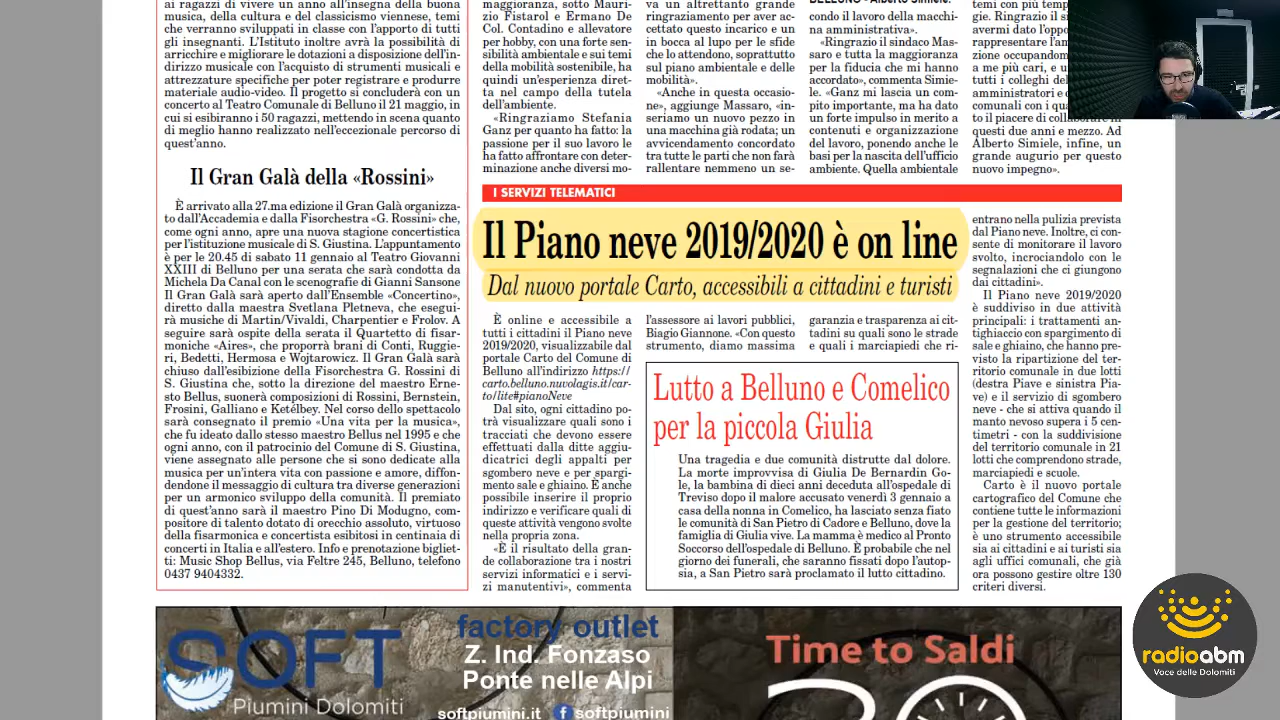 ai ragazzi di vivere un anno all'insegna della buona
musica, della cultura e del classicismo viennese, temi
che verranno sviluppati in classe con l'apporto di tutti
gli insegnanti. L'Istituto inoltre avrà la possibilità di
arricchire e migliorare le dotazioni a disposizione dell'in-
dirizzo musicale con l'acquisto di strumenti musicali e
attrezzature specifiche per poter registrare e produrre
materiale audio-video. Il progetto si concluderà con un
concerto al Teatro Comunale di Belluno il 21 maggio, in
cui si esibiranno i 50 ragazzi, mettendo in scena quanto
di meglio hanno realizzato nell'eccezionale percorso di
quest'anno.
Il Gran Galà della «Rossini»
È arrivato alla 27.ma edizione il Gran Galà organizza-
to dall'Accademia e dalla Fisorchestra «G. Rossini» che,
come ogni anno, apre una nuova stagione concertistica
per l'istituzione musicale di S. Giustina. L'appuntamento
è per le 20.45 di sabato 11 gennaio al Teatro Giovanni
XXIII di Belluno per una serata che sarà condotta da
Michela Da Canal con le scenografie di Gianni Sansone
Il Gran Galà sarà aperto dall'Ensemble «Concertino»,
diretto dalla maestra Svetlana Pletneva, che esegui-
rà musiche di Martin/Vivaldi, Charpentier e Frolov. A
seguire sarà ospite della serata il Quartetto di fisar-
moniche «Aires», che proporrà brani di Conti, Ruggie-
ri, Bedetti, Hermosa e Wojtarowicz. Il Gran Galà sarà
chiuso dall'esibizione della Fisorchestra G. Rossini di
S. Giustina che, sotto la direzione del maestro Erne-
sto Bellus, suonerà composizioni di Rossini, Bernstein,
Frosini, Galliano e Ketélbey. Nel corso dello spettacolo
sarà consegnato il premio «Una vita per la musica»,
che fu ideato dallo stesso maestro Bellus nel 1995 e che
ogni anno, con il patrocinio del Comune di S. Giustina,
viene assegnato alle persone che si sono dedicate alla
musica per un'intera vita con passione e amore, diffon-
dendone il messaggio di cultura tra diverse generazioni
per un armonico sviluppo della comunità. Il premiato
di quest'anno sarà il maestro Pino Di Modugno, com-
positore di talento dotato di orecchio assoluto, virtuoso
della fisarmonica e concertista esibitosi in centinaia di
concerti in Italia e all'estero. Info e prenotazione bigliet-
ti: Music Shop Bellus, via Feltre 245, Belluno, telefono
0437 9404332.
maggioranza, sotto Mauri-
zio Fistarol e Ermano De
Col. Contadino e allevatore
per hobby, con una forte sen-
sibilità ambientale e sui temi
della mobilità sostenibile, ha
quindi un'esperienza diret-
ta nel campo della tutela
dell'ambiente.
«Ringraziamo Stefania
Ganz per quanto ha fatto: la
passione per il suo lavoro le
ha fatto affrontare con deter-
minazione anche diversi mo-
va un altrettanto grande
ringraziamento per aver ac-
cettato questo incarico e un
in bocca al lupo per le sfide
che lo attendono, soprattutto
sul piano ambientale e delle
mobilità».
«Anche in questa occasio-
ne», aggiunge Massaro, «in-
seriamo un nuovo pezzo in
una macchina già rodata; un
avvicendamento concordato
tra tutte le parti che non farà
rallentare nemmeno un se-
BELLUNO - Alberto Simiele.
condo il lavoro della macchi-
na amministrativa».
«Ringrazio il sindaco Mas-
saro e tutta la maggioranza
per la fiducia che mi hanno
accordato», commenta Simie-
le. «Ganz mi lascia un com-
pito importante, ma ha dato
un forte impulso in merito a
contenuti e organizzazione
del lavoro, ponendo anche le
basi per la nascita dell'ufficio
ambiente. Quella ambientale
temi con più temp
gie. Ringrazio il s
avermi dato l'oppo
rappresentare l'am
zione occupandon
a me più cari, e u
tutti i colleghi de
amministratori e d
comunali con i qua
to il piacere di collaborare in
questi due anni e mezzo. Ad
Alberto Simiele, infine, un
grande augurio per questo
nuovo impegno».
I SERVIZI TELEMATICI
Il Piano neve 2019/2020 è on line
Dal nuovo portale Carto, accessibili a cittadini e turisti
È online e accessibile a
tutti i cittadini il Piano neve
2019/2020, visualizzabile dal
portale Carto del Comune di
Belluno all'indirizzo https://
carto.belluno.nuvolagis.it/car-
to/lite#pianoNeve
Dal sito, ogni cittadino po-
trà visualizzare quali sono i
tracciati che devono essere
effettuati dalla ditte aggiu-
dicatrici degli appalti per
sgombero neve e per spargi-
mento sale e ghiaino. È anche
possibile inserire il proprio
indirizzo e verificare quali di
queste attività vengono svolte
nella propria zona.
«È il risultato della gran-
de collaborazione tra i nostri
servizi informatici e i servi-
zi manutentivi», commenta
l'assessore ai lavori pubblici,
Biagio Giannone. «Con questo
strumento, diamo massima
garanzia e trasparenza ai cit-
tadini su quali sono le strade
e quali i marciapiedi che ri-
entrano nella pulizia prevista
dal Piano neve. Inoltre, ci con-
sente di monitorare il lavoro
svolto, incrociandolo con le
segnalazioni che ci giungono
dai cittadini».
Il Piano neve 2019/2020
è suddiviso in due attività
principali: i trattamenti an-
tighiaccio con spargimento di
sale e ghiaino, che hanno pre-
visto la ripartizione del ter-
ritorio comunale in due lotti
(destra Piave e sinistra Pia-
ve) e il servizio di sgombero
neve - che si attiva quando il
manto nevoso supera i 5 cen-
timetri - con la suddivisione
del territorio comunale in 21
lotti che comprendono strade,
marciapiedi e scuole.
Carto è il nuovo portale
cartografico del Comune che
contiene tutte le informazioni
per la gestione del territorio;
è uno strumento accessibile
sia ai cittadini e ai turisti sia
agli uffici comunali, che già
ora possono gestire oltre 130
criteri diversi.
Lutto a Belluno e Comelico
per la piccola Giulia
Una tragedia e due comunità distrutte dal dolore.
La morte improvvisa di Giulia De Bernardin Go-
le, la bambina di dieci anni deceduta all'ospedale di
Treviso dopo il malore accusato venerdì 3 gennaio a
casa della nonna in Comelico, ha lasciato senza fiato
le comunità di San Pietro di Cadore e Belluno, dove la
famiglia di Giulia vive. La mamma è medico al Pronto
Soccorso dell'ospedale di Belluno. È probabile che nel
giorno dei funerali, che saranno fissati dopo l'autop-
sia, a San Pietro sarà proclamato il lutto cittadino.
SOFT
Piumini Dolomiti
factory outlet
Z. Ind. Fonzaso
Ponte nelle Alpi
softpiumini.it f softpiumini
Time to Saldi
radioabm
Voce delle Dolomiti